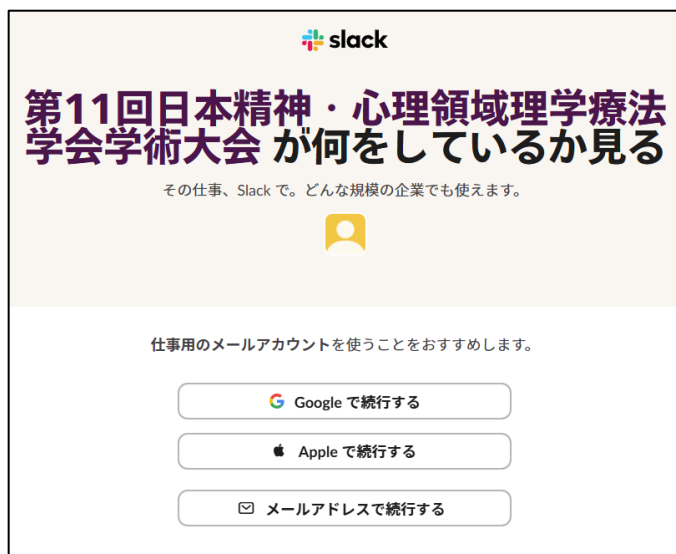 slack
第11回日本精神・心理領域理学療法
学会学術大会 が何をしているか見る
その仕事、Slack で。どんな規模の企業でも使えます。
仕事用のメールアカウントを使うことをおすすめします。
Google で続行する
Apple で続行する
メールアドレスで続行する